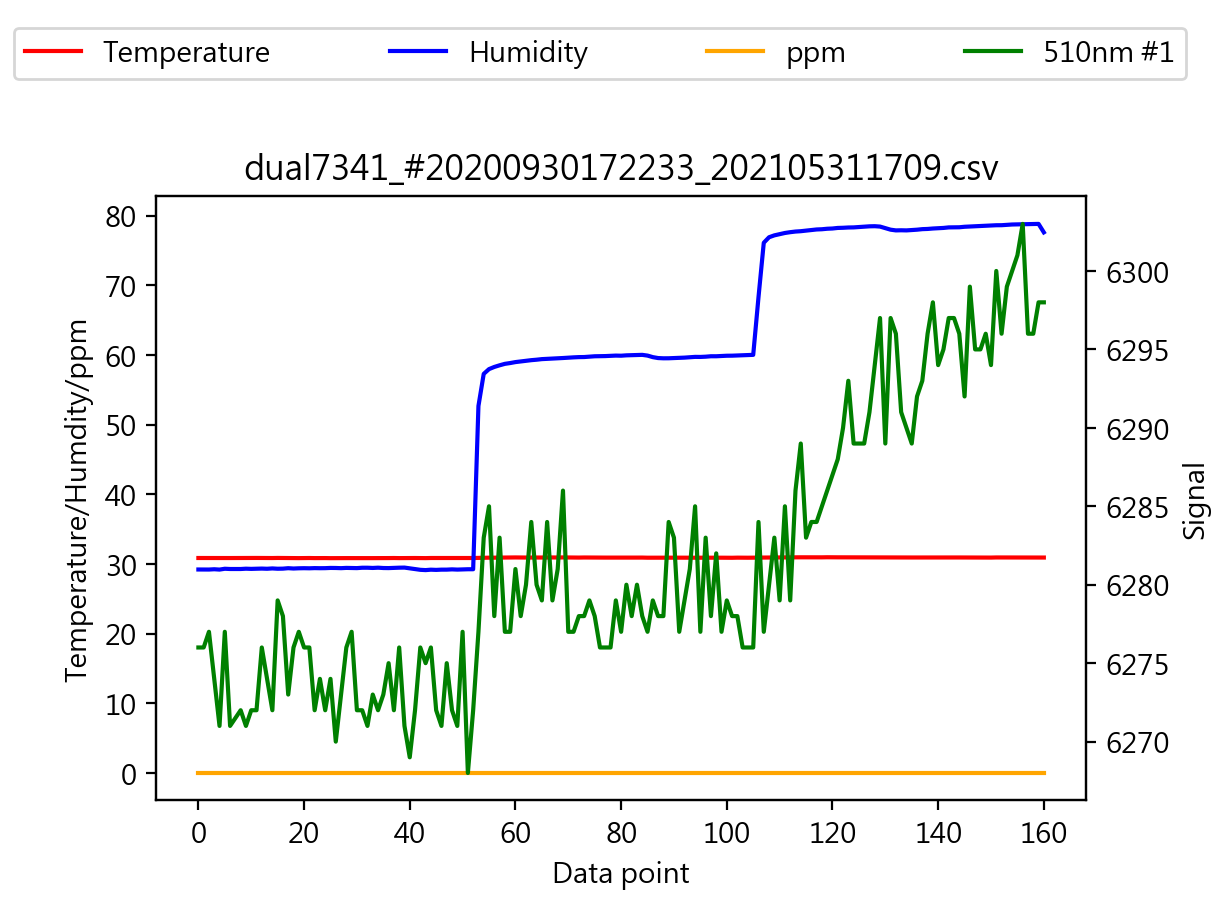 Temperature Humidity ppm 510nm #1
dual7341_#20200930172233_202105311709.csv
Temperature/Humdity/ppm
80
70
60
50
40
30
20
10
0
6300
6295
6290
6285
6280
6275
6270
Signal
0 20 40 60 80 100 120 140 160
Data point